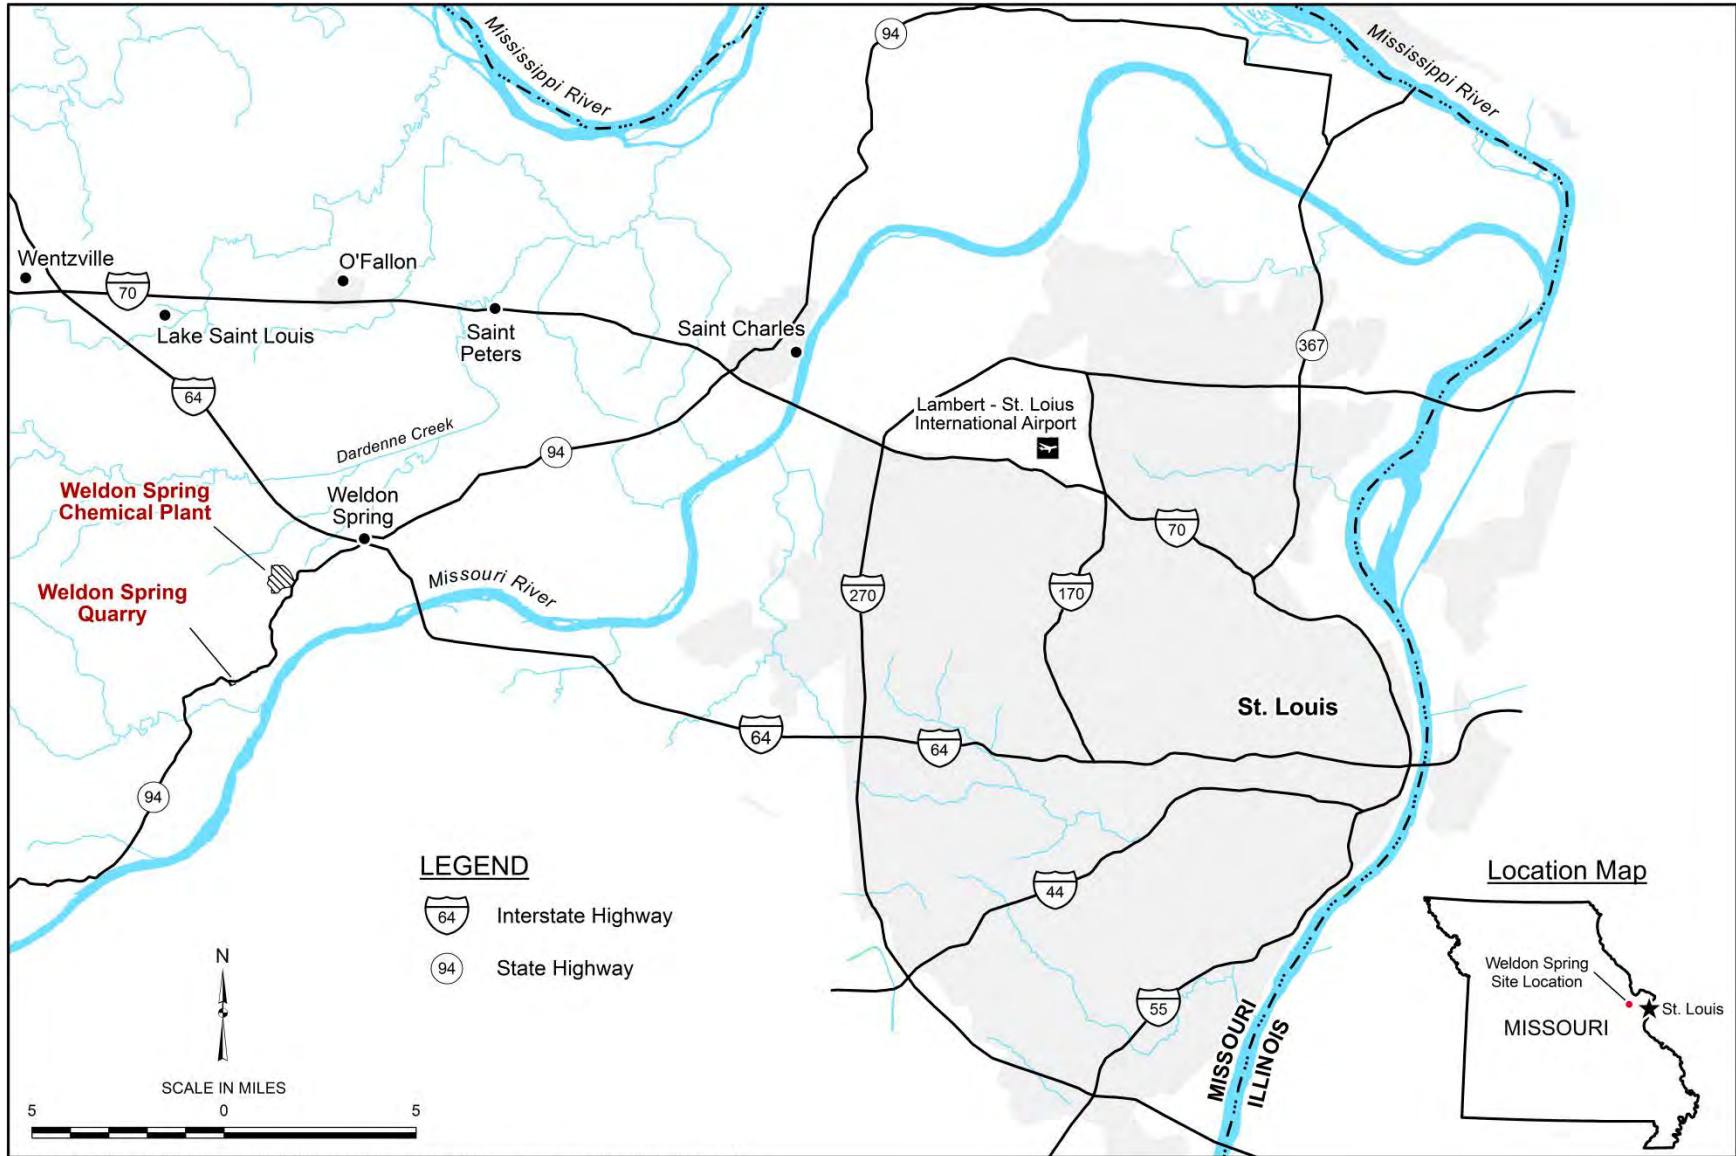 Mississippi River
94
Mississippi River
Wentzville
70
O'Fallon
Lake Saint Louis
Saint
Peters
Saint Charles
367
64
Lambert - St. Loius
International Airport
Dardenne Creek
94
Weldon Spring
Chemical Plant
Weldon
Spring
70
Weldon Spring
Quarry
Missouri River
270
170
St. Louis
64
64
94
LEGEND
64 Interstate Highway
94 State Highway
44
55
MISSOURI
ILLINOIS
N
SCALE IN MILES
5 0 5
Location Map
Weldon Spring
Site Location
St. Louis
MISSOURI